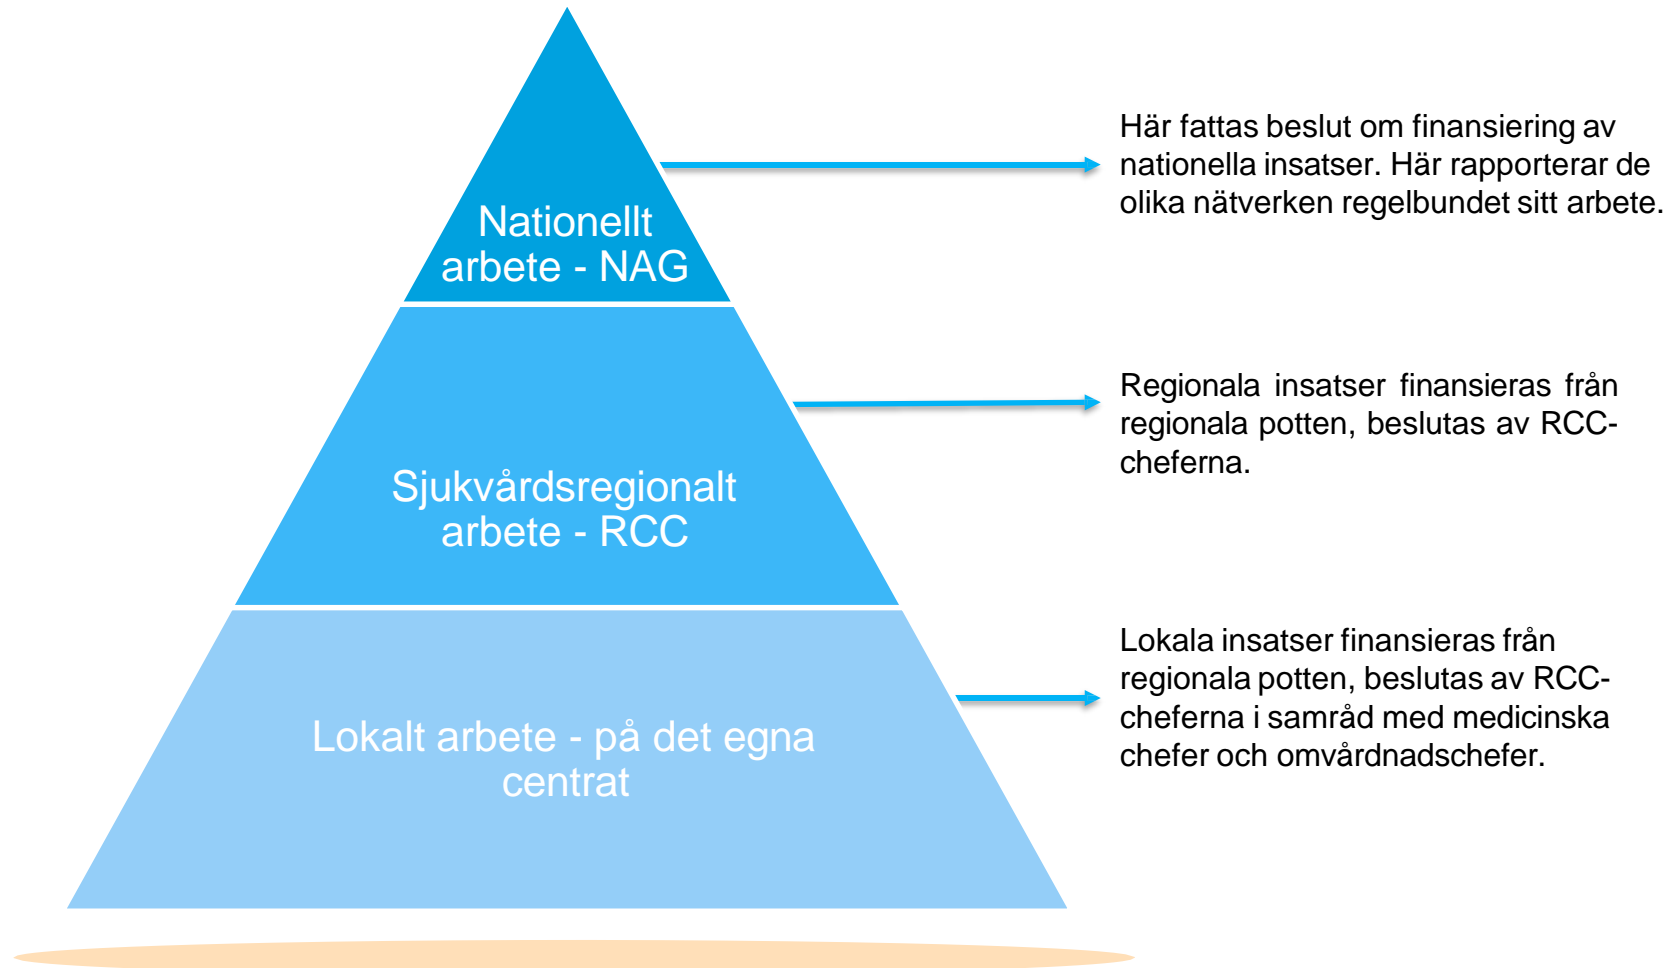 Nationellt
arbete - NAG
Här fattas beslut om finansiering av
nationella insatser. Här rapporterar de
olika nätverken regelbundet sitt arbete.
Sjukvårdsregionalt
arbete - RCC
Regionala insatser finansieras från
regionala potten, beslutas av RCC-
cheferna.
Lokalt arbete - på det egna
centrat
Lokala insatser finansieras från
regionala potten, beslutas av RCC-
cheferna i samråd med medicinska
chefer och omvårdnadschefer.